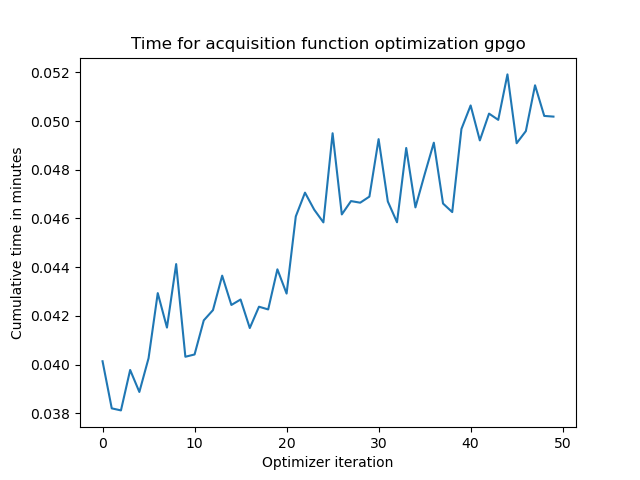 Time for acquisition function optimization gpgo
0.052
0.050
0.048
0.046
0.044
0.042
0.040
0.038
Cumulative time in minutes
0 10 20 30 40 50
Optimizer iteration